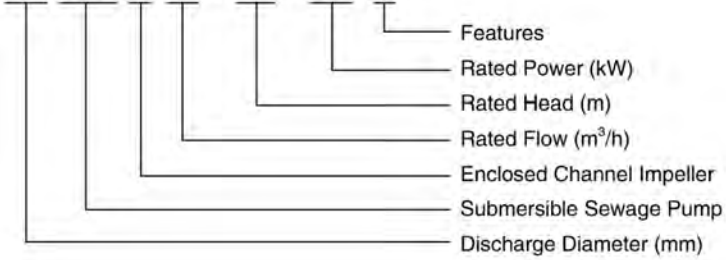 Features
Rated Power (kW)
Rated Head (m)
Rated Flow (m³/h)
Enclosed Channel Impeller
Submersible Sewage Pump
Discharge Diameter (mm)